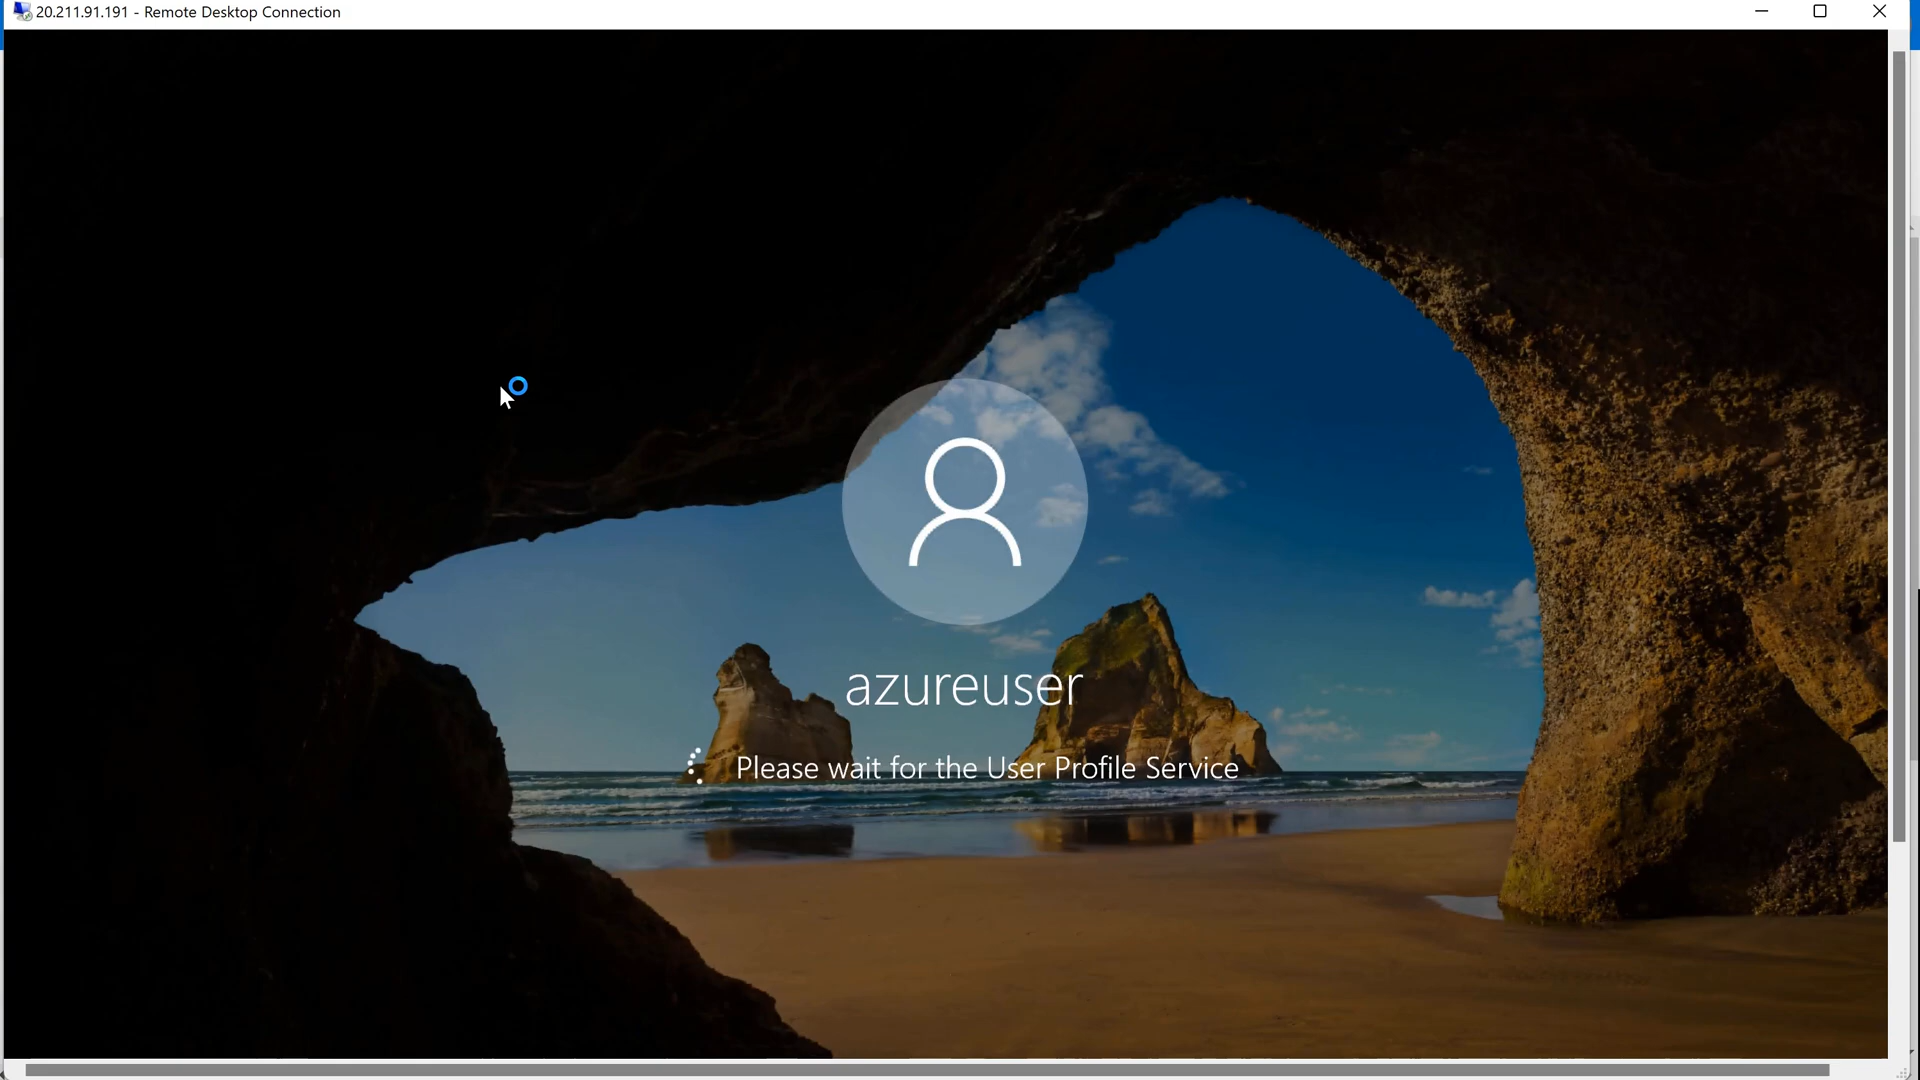 20.211.91.191 - Remote Desktop Connection
azureuser
Please wait for the User Profile Service